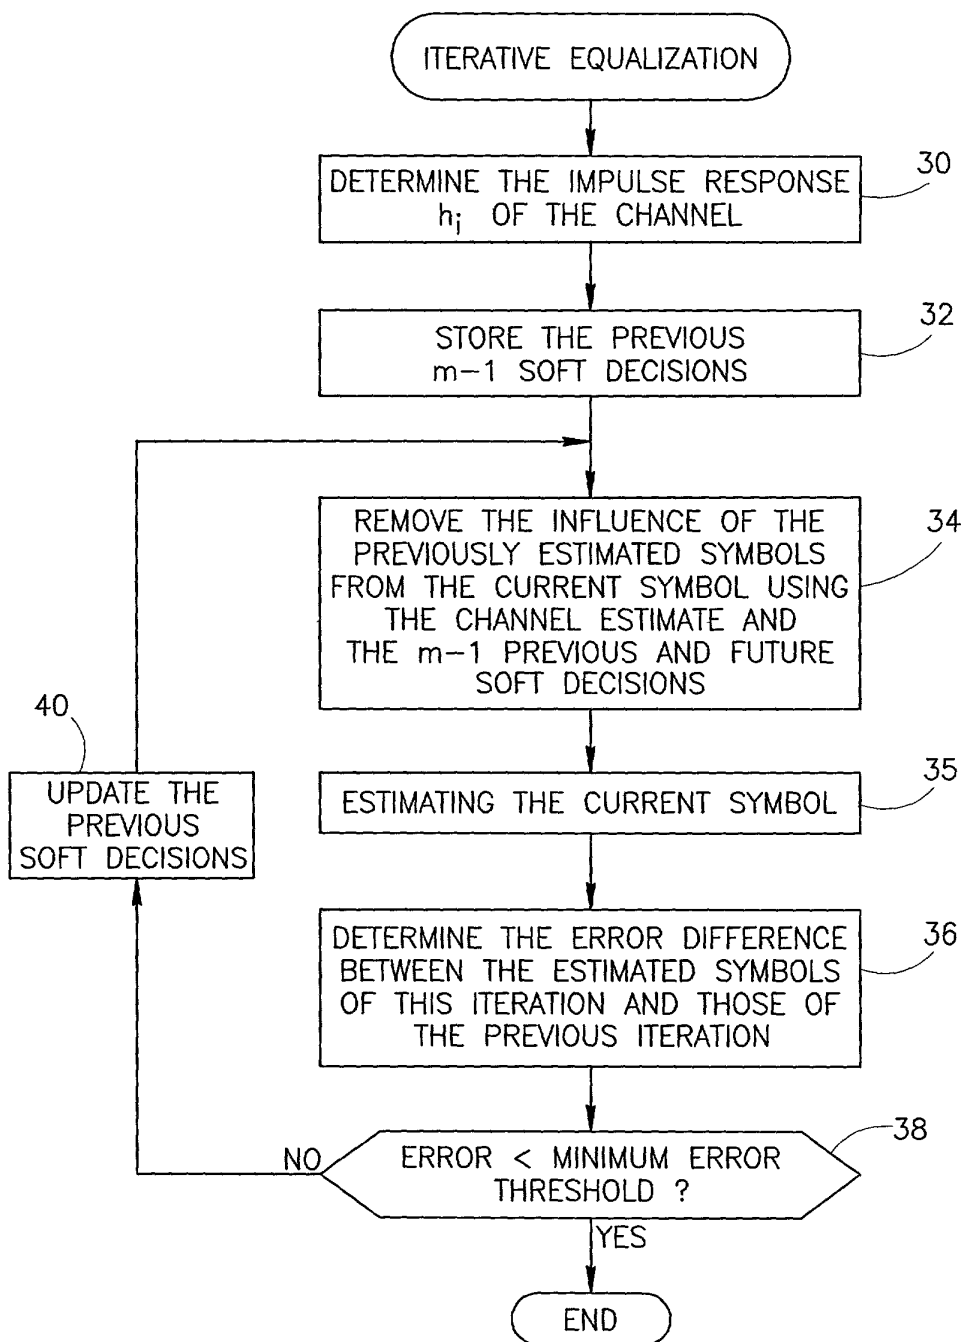 ITERATIVE EQUALIZATION
DETERMINE THE IMPULSE RESPONSE
hj OF THE CHANNEL
30
STORE THE PREVIOUS
m-1 SOFT DECISIONS
32
REMOVE THE INFLUENCE OF THE
PREVIOUSLY ESTIMATED SYMBOLS
FROM THE CURRENT SYMBOL USING
THE CHANNEL ESTIMATE AND
THE m-1 PREVIOUS AND FUTURE
SOFT DECISIONS
34
40
UPDATE THE
PREVIOUS
SOFT DECISIONS
ESTIMATING THE CURRENT SYMBOL
35
DETERMINE THE ERROR DIFFERENCE
BETWEEN THE ESTIMATED SYMBOLS
OF THIS ITERATION AND THOSE OF
THE PREVIOUS ITERATION
36
NO
ERROR < MINIMUM ERROR
THRESHOLD ?
38
YES
END